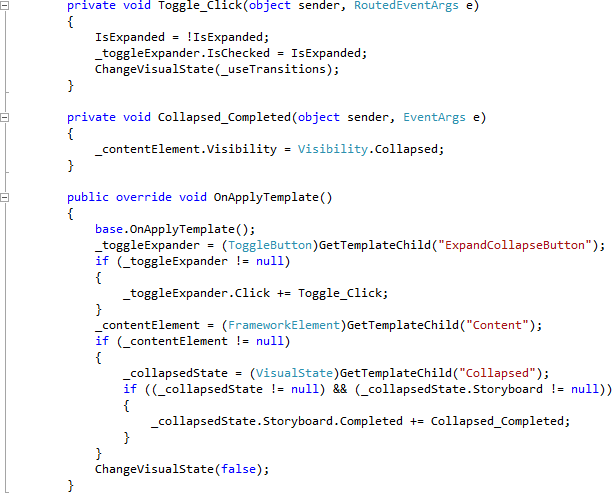 private void Toggle_Click(object sender, RoutedEventArgs e)
{
IsExpanded = !IsExpanded;
_toggleExpander.IsChecked = IsExpanded;
ChangeVisualState(_useTransitions);
}
private void Collapsed_Completed(object sender, EventArgs e)
{
_contentElement.Visibility = Visibility.Collapsed;
}
public override void OnApplyTemplate()
{
base.OnApplyTemplate();
_toggleExpander = (ToggleButton)GetTemplateChild("ExpandCollapseButton");
if (_toggleExpander != null)
{
_toggleExpander.Click += Toggle_Click;
}
_contentElement = (FrameworkElement)GetTemplateChild("Content");
if (_contentElement != null)
{
_collapsedState = (VisualState)GetTemplateChild("Collapsed");
if ((_collapsedState != null) && (_collapsedState.Storyboard != null))
{
_collapsedState.Storyboard.Completed += Collapsed_Completed;
}
}
ChangeVisualState(false);
}